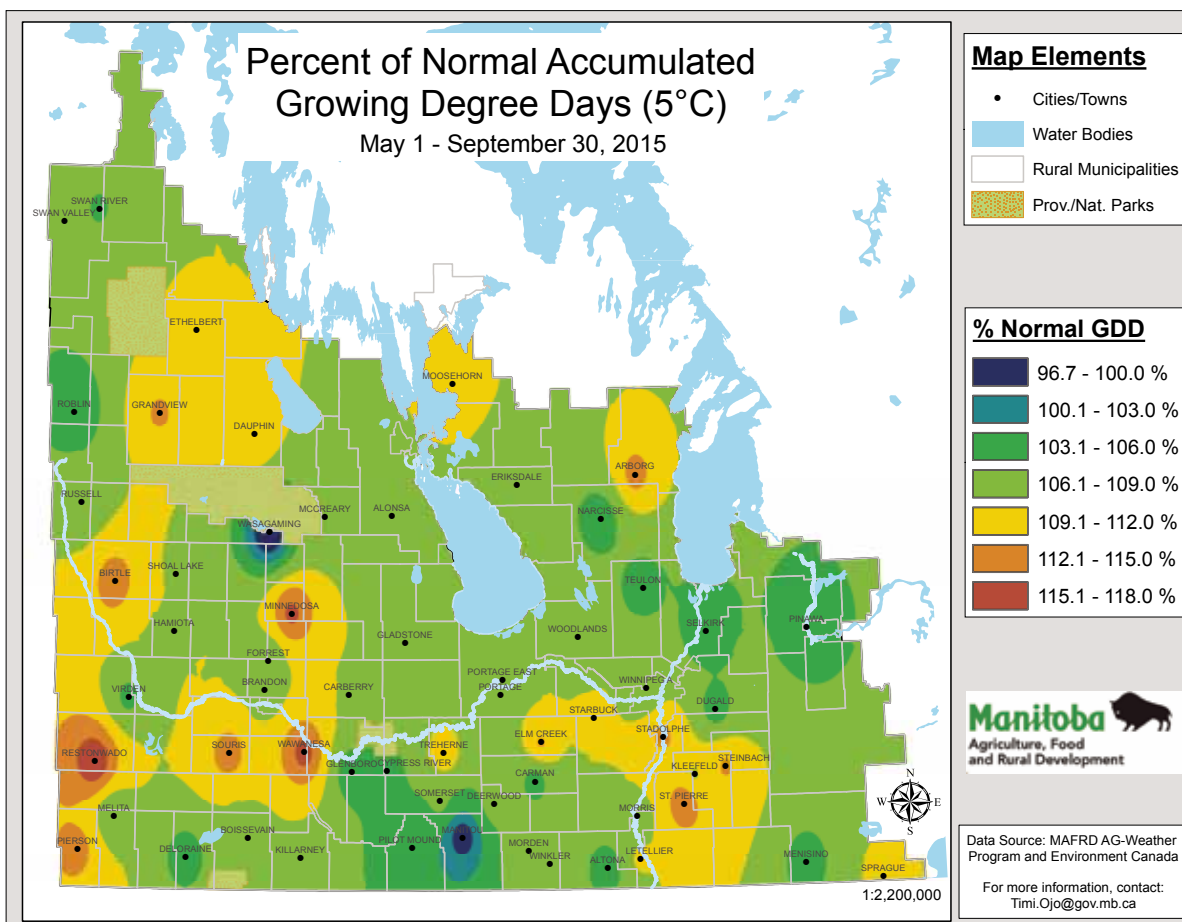 Percent of Normal Accumulated
Growing Degree Days (5°C)
May 1 - September 30, 2015
SWAN RIVER
SWAN VALLEY
ETHELBERT
MOOSEHORN
ROBLIN
GRANDVIEW
DAUPHIN
ARBORG
ERIKSDALE
RUSSELL
MCCREARY
ALONSA
NARCISSE
WASAGAMING
SHOAL LAKE
BIRTLE
TEULON
MINNEDOSA
HAMIOTA
GLADSTONE
WOODLANDS
SELKIRK
PINAWA
FORREST
PORTAGE EAST
BRANDON
CARBERRY
PORTAGE
WINNIPEG A
VIRDEN
DUGALD
STARBUCK
RESTONWADO
SOURIS
WAWANESA
TREHERNE
ELM CREEK
STADOLPHE
GLENBORO
CYPRESS RIVER
KLEEFELD
STEINBACH
CARMAN
SOMERSET
DEERWOOD
ST. PIERRE
MELITA
MORRIS
PIERSON
BOISSEVAIN
PILOT MOUND
MANITOU
DELORAINE
KILLARNEY
MORDEN
WINKLER
ALTONA
LETELLIER
MENISINO
SPRAGUE
N
W
E
S
1:2,200,000
Map Elements
Cities/Towns
Water Bodies
Rural Municipalities
Prov./Nat. Parks
% Normal GDD
96.7 - 100.0 %
100.1 - 103.0 %
103.1 - 106.0 %
106.1 - 109.0 %
109.1 - 112.0 %
112.1 - 115.0 %
115.1 - 118.0 %
Manitoba
Agriculture, Food
and Rural Development
Data Source: MAFRD AG-Weather
Program and Environment Canada
For more information, contact:
Timi.Ojo@gov.mb.ca